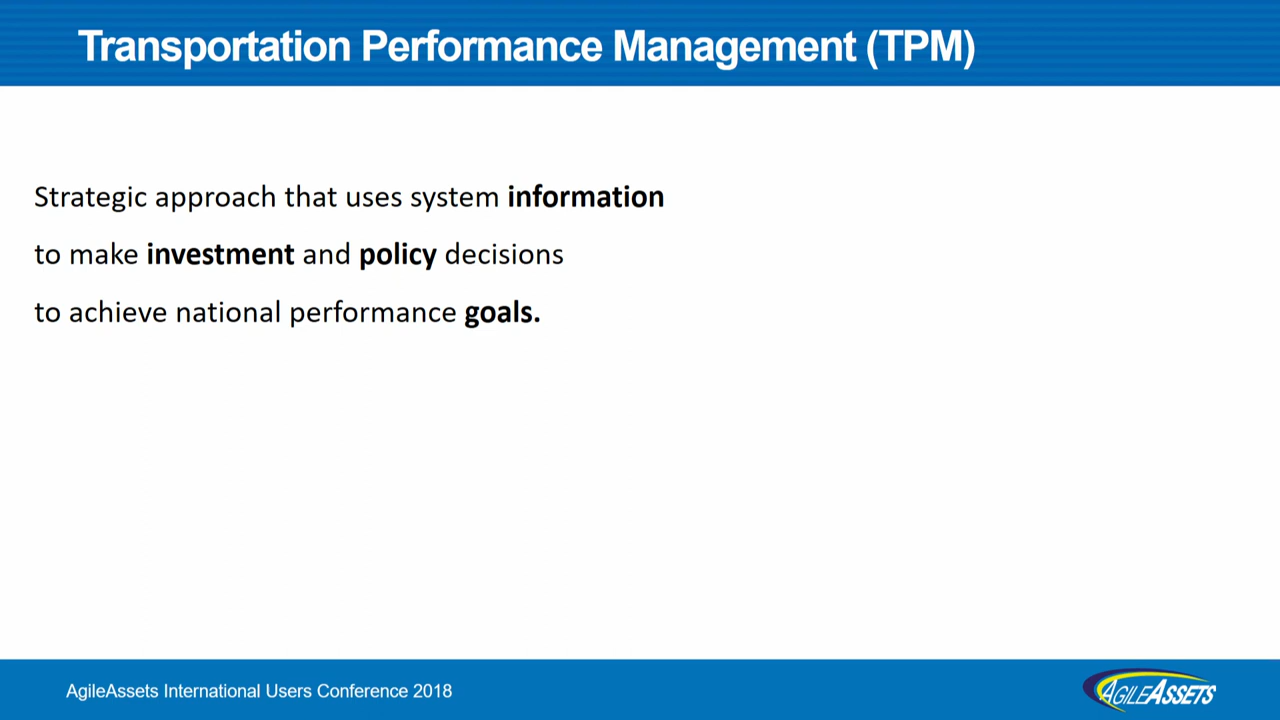 Transportation Performance Management (TPM)
Strategic approach that uses system information
to make investment and policy decisions
to achieve national performance goals.
AgileAssets International Users Conference 2018
AGILEASSETS